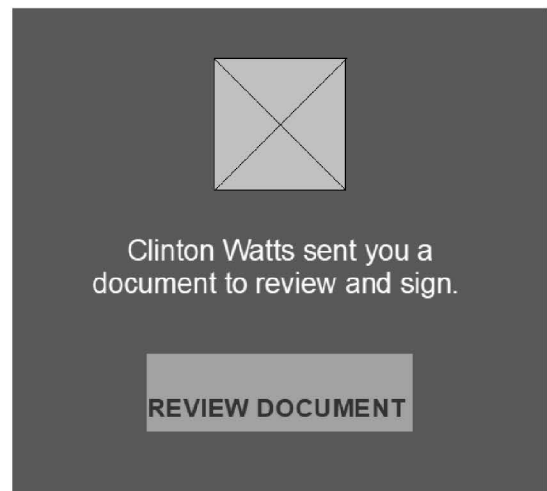 Clinton Watts sent you a
document to review and sign.
REVIEW DOCUMENT